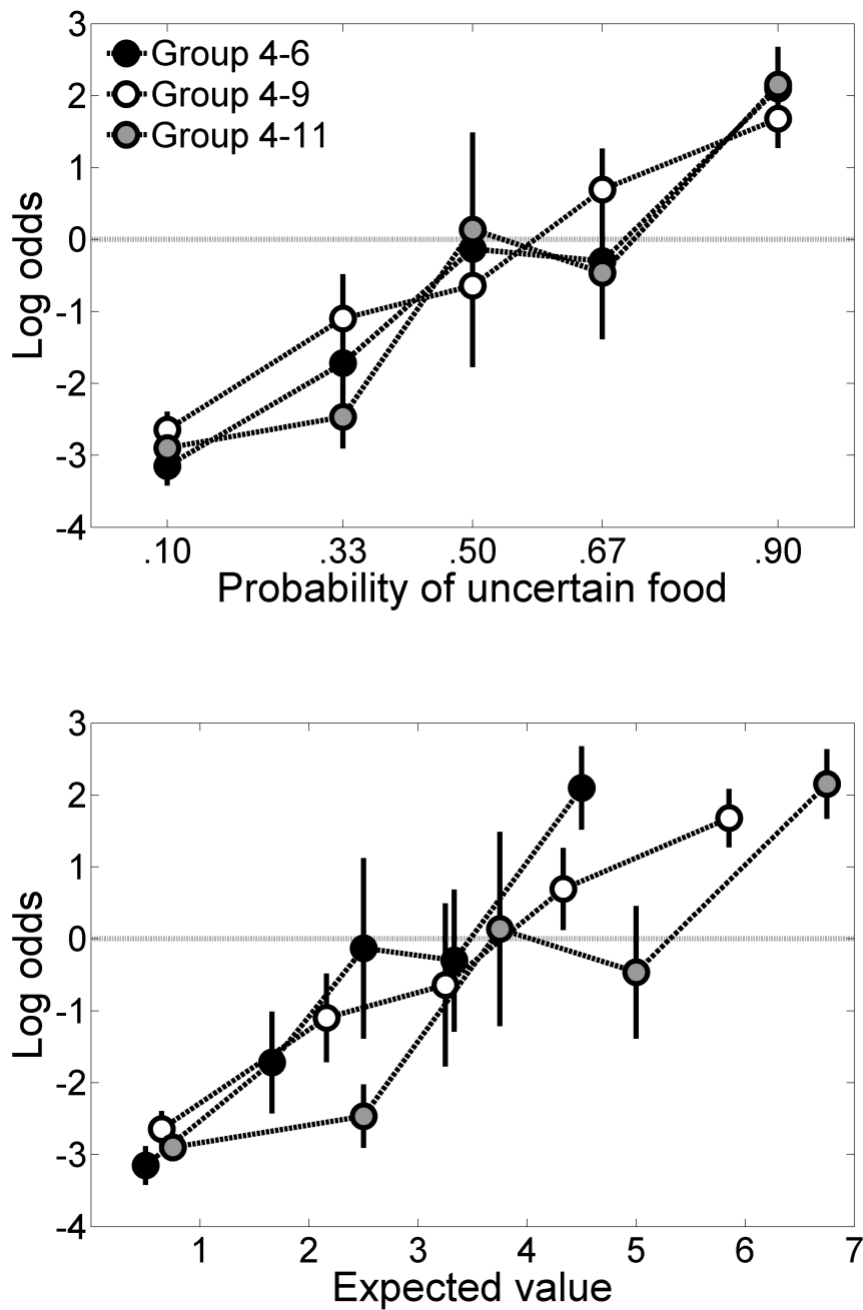 3
2
1
0
-1
-2
-3
-4
Log odds
Group 4-6
Group 4-9
Group 4-11
.10 .33 .50 .67 .90
Probability of uncertain food
3
2
1
0
-1
-2
-3
-4
Log odds
1 2 3 4 5 6 7
Expected value